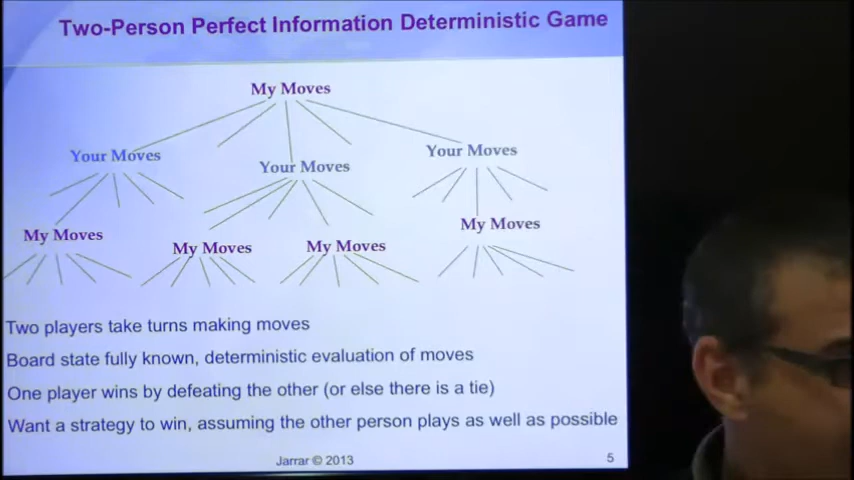 Two-Person Perfect Information Deterministic Game
My Moves
Your Moves
Your Moves
Your Moves
My Moves
My Moves
My Moves
My Moves
Two players take turns making moves
Board state fully known, deterministic evaluation of moves
One player wins by defeating the other (or else there is a tie)
Want a strategy to win, assuming the other person plays as well as possible
Jarrar © 2013
5